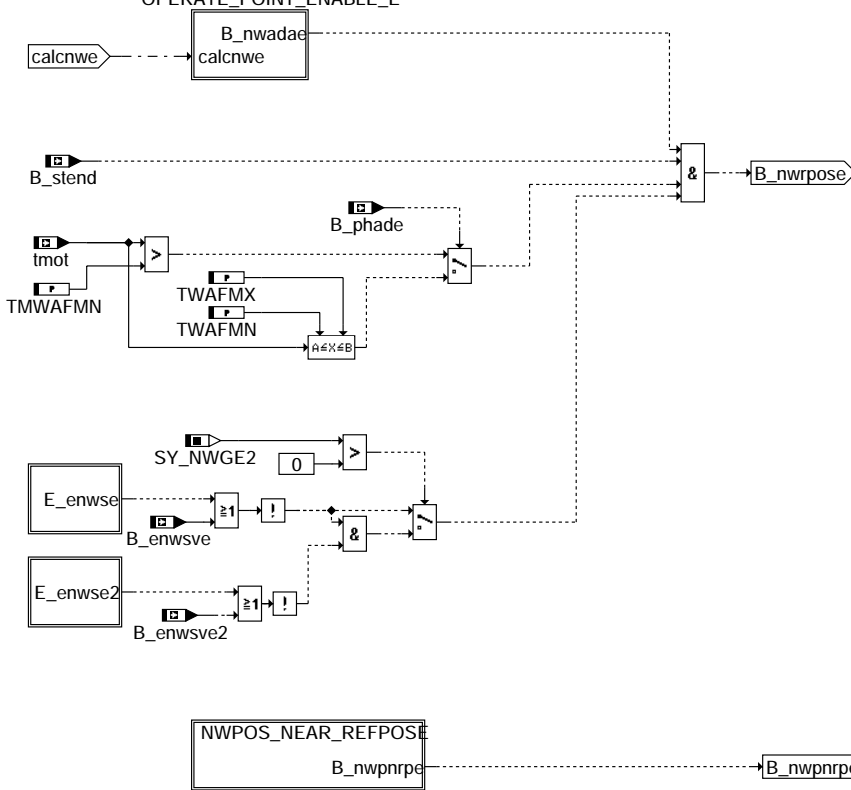 OPERATE_POINT_ENABLE_E
B_nwadae
calcnwe
calcnwe
B_stend
&
B_nwrpose
B_phade
tmot
>
TMWAFMN
P
P
TWAFMX
P
TWAFMN
A≤X≤B
SY_NWGE2
>
0
E_enwse
≥1
!
B_enwsve
&
E_enwse2
≥1
!
B_enwsve2
NWPOS_NEAR_REFPOSE
B_nwpnrpe
B_nwpnrpe